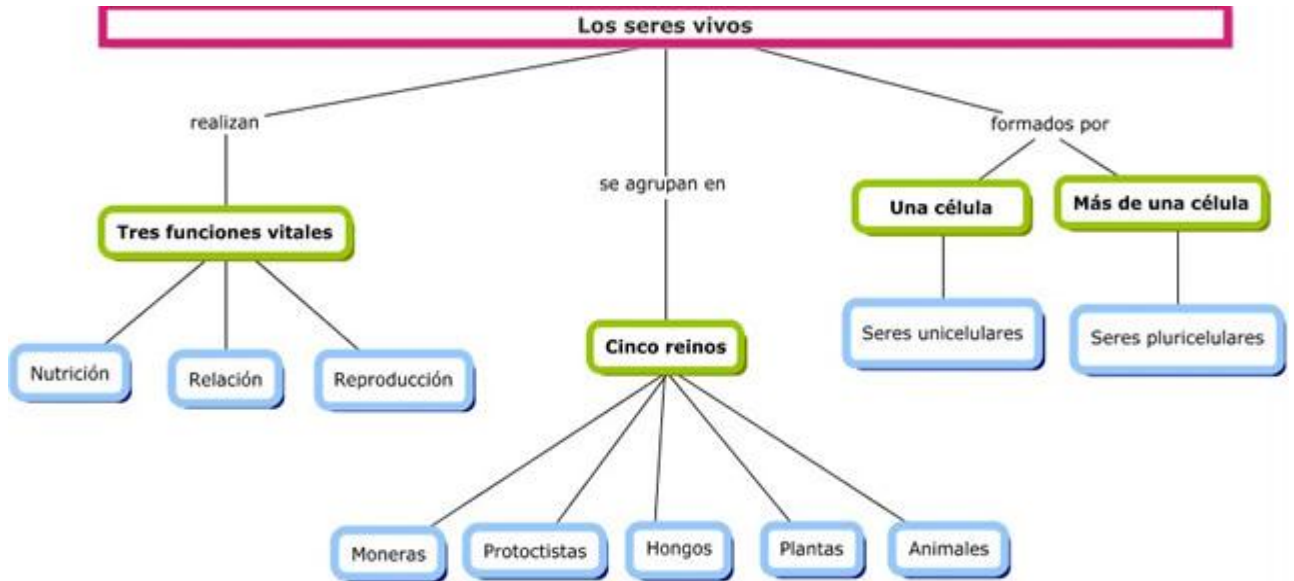 Los seres vivos
realizan
se agrupan en
formados por
Tres funciones vitales
Una célula
Más de una célula
Nutrición
Relación
Reproducción
Cinco reinos
Seres unicelulares
Seres pluricelulares
Moneras
Protoctistas
Hongos
Plantas
Animales